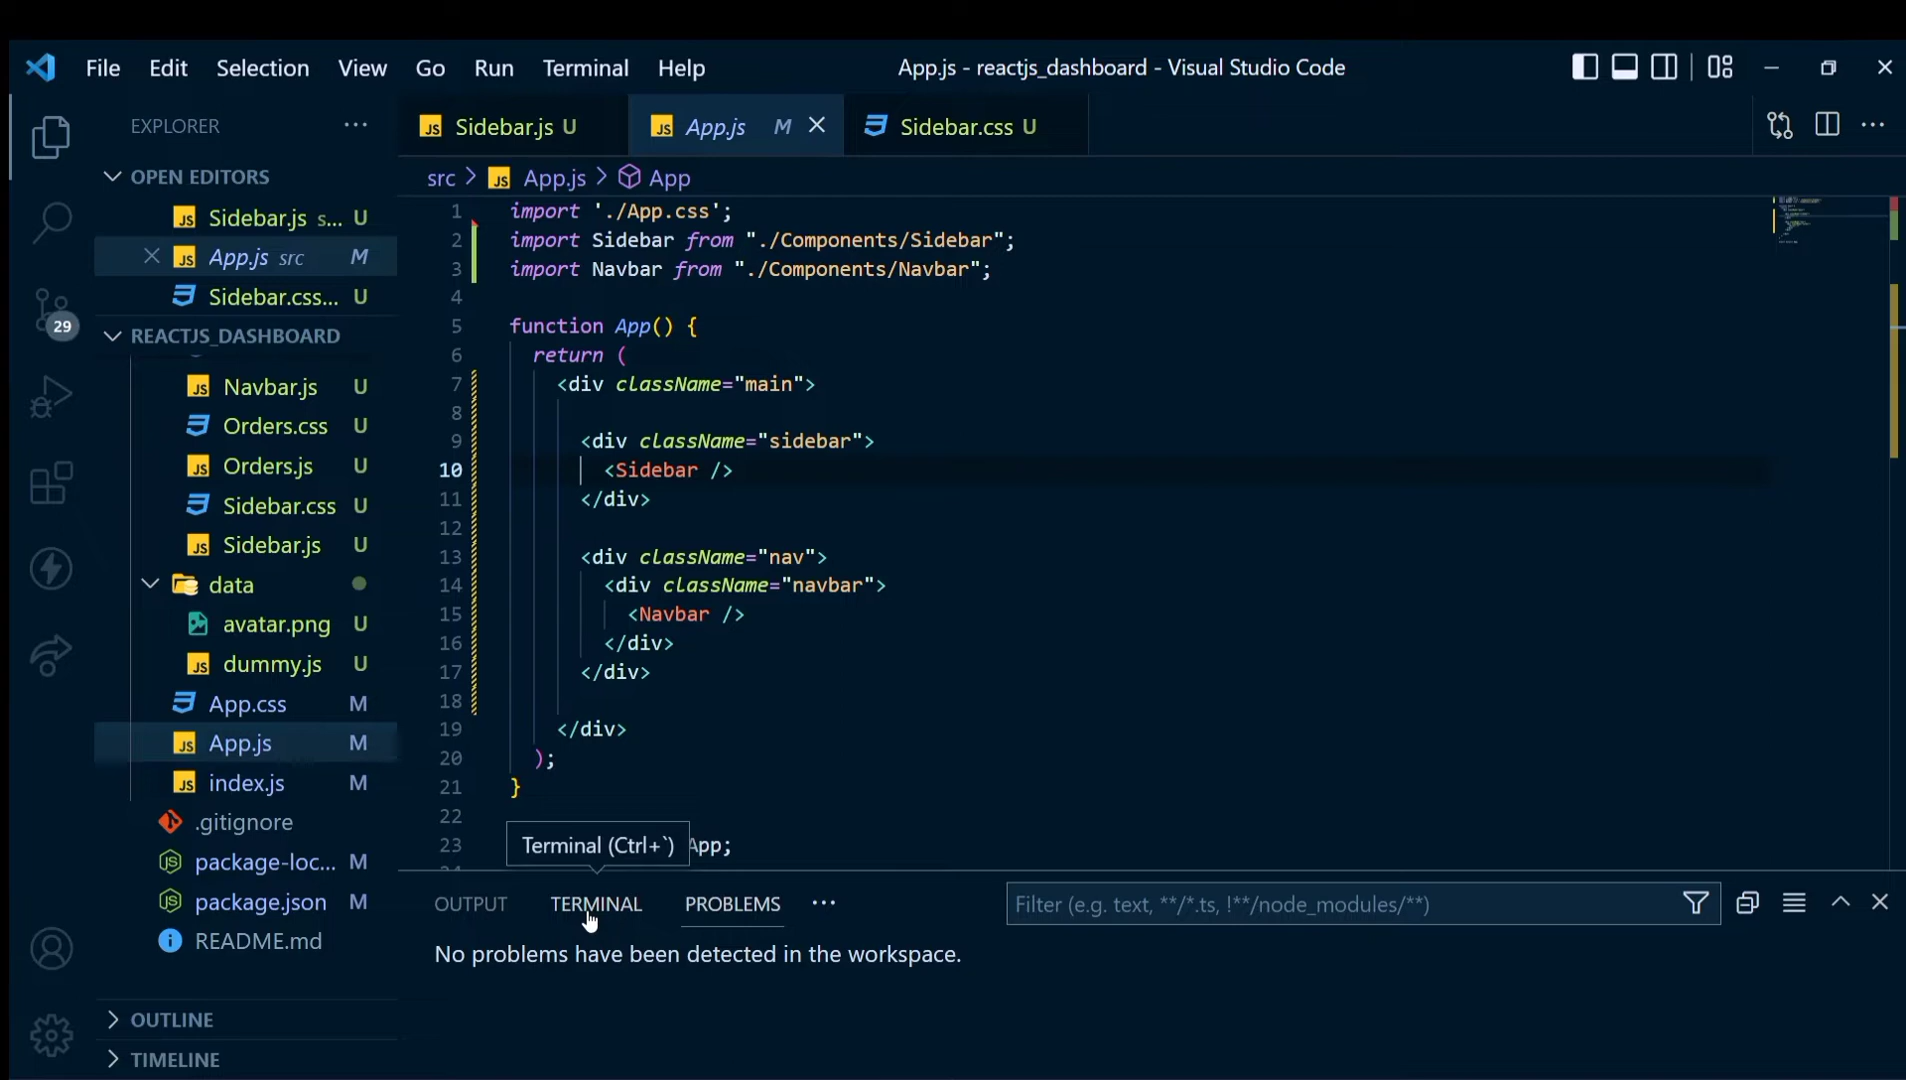 File Edit Selection View Go Run Terminal Help
App.js - reactjs_dashboard - Visual Studio Code
EXPLORER
OPEN EDITORS
Sidebar.js s... U
App.js src M
Sidebar.css... U
REACTJS_DASHBOARD
Navbar.js U
Orders.css U
Orders.js U
Sidebar.css U
Sidebar.js U
data
avatar.png U
dummy.js U
App.css M
App.js M
index.js M
.gitignore
package-loc... M
package.json M
README.md
OUTLINE
TIMELINE
29
Sidebar.js U
App.js M
Sidebar.css U
src > JS App.js > App
1 import './App.css';
2 import Sidebar from "./Components/Sidebar";
3 import Navbar from "./Components/Navbar";
4
5 function App() {
6 return (
7 <div className="main">
8
9 <div className="sidebar">
10 <Sidebar />
11 </div>
12
13 <div className="nav">
14 <div className="navbar">
15 <Navbar />
16 </div>
17 </div>
18
19 </div>
20 );
21 }
22
23 App;
Terminal (Ctrl+`)
OUTPUT TERMINAL PROBLEMS
Filter (e.g. text, **/*.ts, !**/node_modules/**)
No problems have been detected in the workspace.